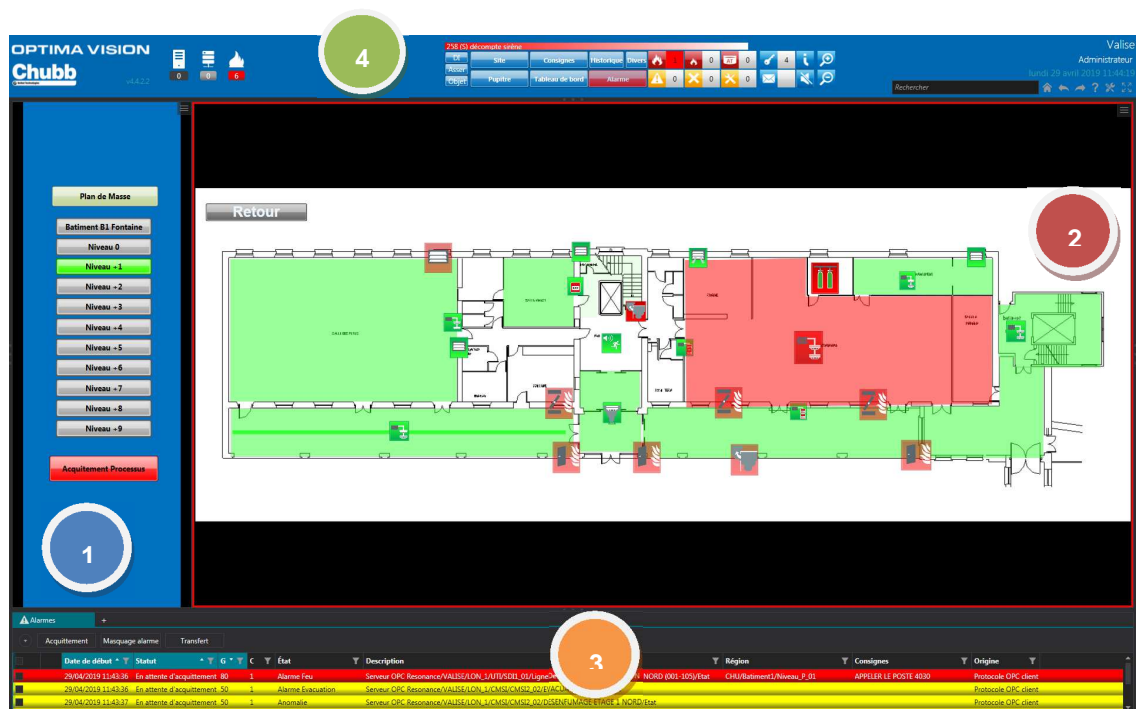 OPTIMA VISION
Chubb
v4.4.2.2
0
0
6
4
258 (S) décompte sirène
Site
Consignes
Historique
Divers
1
0
AT
0
4
i
Asser
Objet
Pupitre
Tableau de bord
Alarme
0
0
0
Valise
Administrateur
lundi 29 avril 2019 11:44:19
Rechercher
?
Plan de Masse
Batiment B1 Fontaine
Niveau 0
Niveau +1
Niveau +2
Niveau +3
Niveau +4
Niveau +5
Niveau +6
Niveau +7
Niveau +8
Niveau +9
Acquitement Processus
1
Retour
2
Alarmes
+
Acquittement
Masquage alarme
Transfert
3
Date de début
Statut
G
C
État
Description
Région
Consignes
Origine
29/04/2019 11:43:36 En attente d'acquittement 80 1 Alarme Feu Serveur OPC Resonance/VALISE/LON_1/UTI/SDI1_01/Ligne NORD (001-105)/Etat CHU/Batiment1/Niveau_P_01 APPELER LE POSTE 4030 Protocole OPC client
29/04/2019 11:43:36 En attente d'acquittement 50 1 Alarme Evacuation Serveur OPC Resonance/VALISE/LON_1/CMSI/CMSI2_02/E Protocole OPC client
29/04/2019 11:43:37 En attente d'acquittement 50 1 Anomalie Serveur OPC Resonance/VALISE/LON_1/CMSI/CMSI2_02/DESENFUMAGE ETAGE 1 NORD/Etat Protocole OPC client